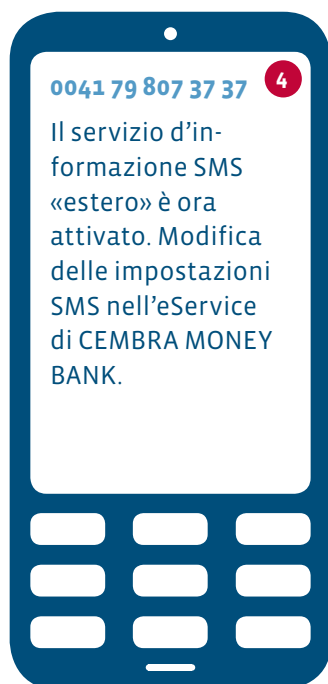 0041 79 807 37 37
4
Il servizio d’in-
formazione SMS
«estero» è ora
attivato. Modifica
delle impostazioni
SMS nell’eService
di CEMBRA MONEY
BANK.